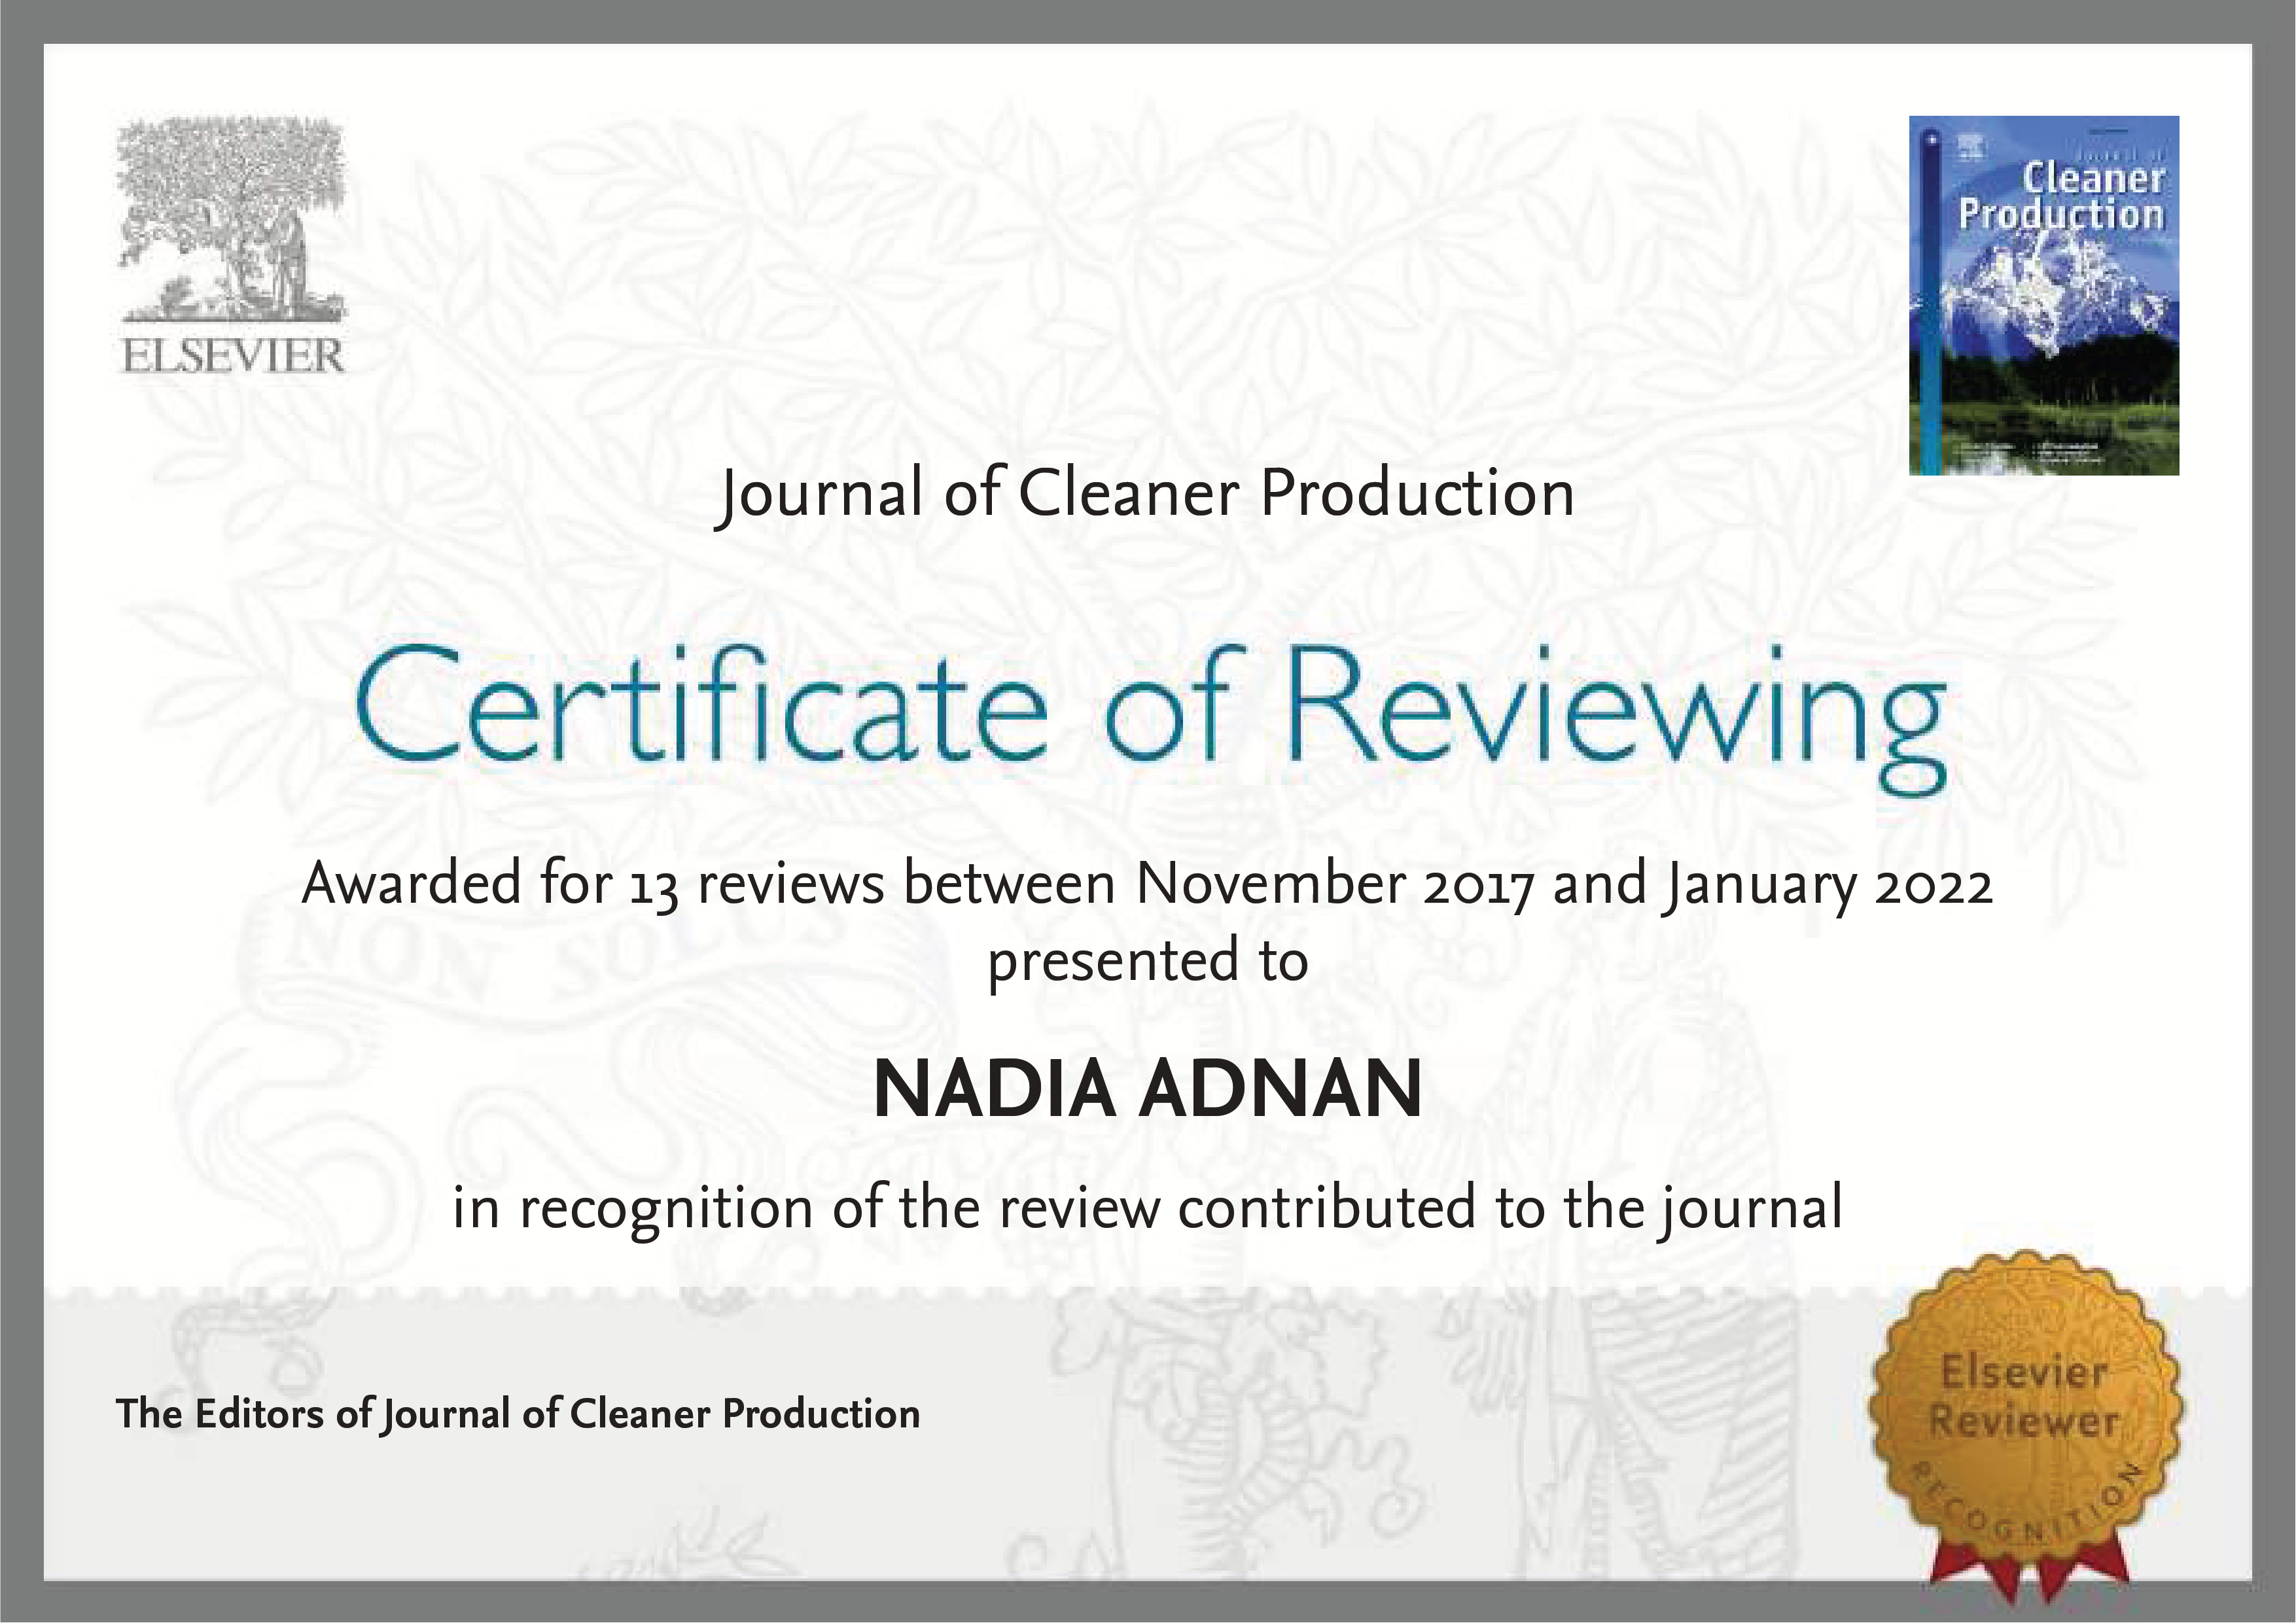 ELSEVIER
Cleaner
Production
Journal of Cleaner Production
Certificate of Reviewing
Awarded for 13 reviews between November 2017 and January 2022
presented to
NADIA ADNAN
in recognition of the review contributed to the journal
NON SOLUS
The Editors of Journal of Cleaner Production
Elsevier
Reviewer
RECOGNITION